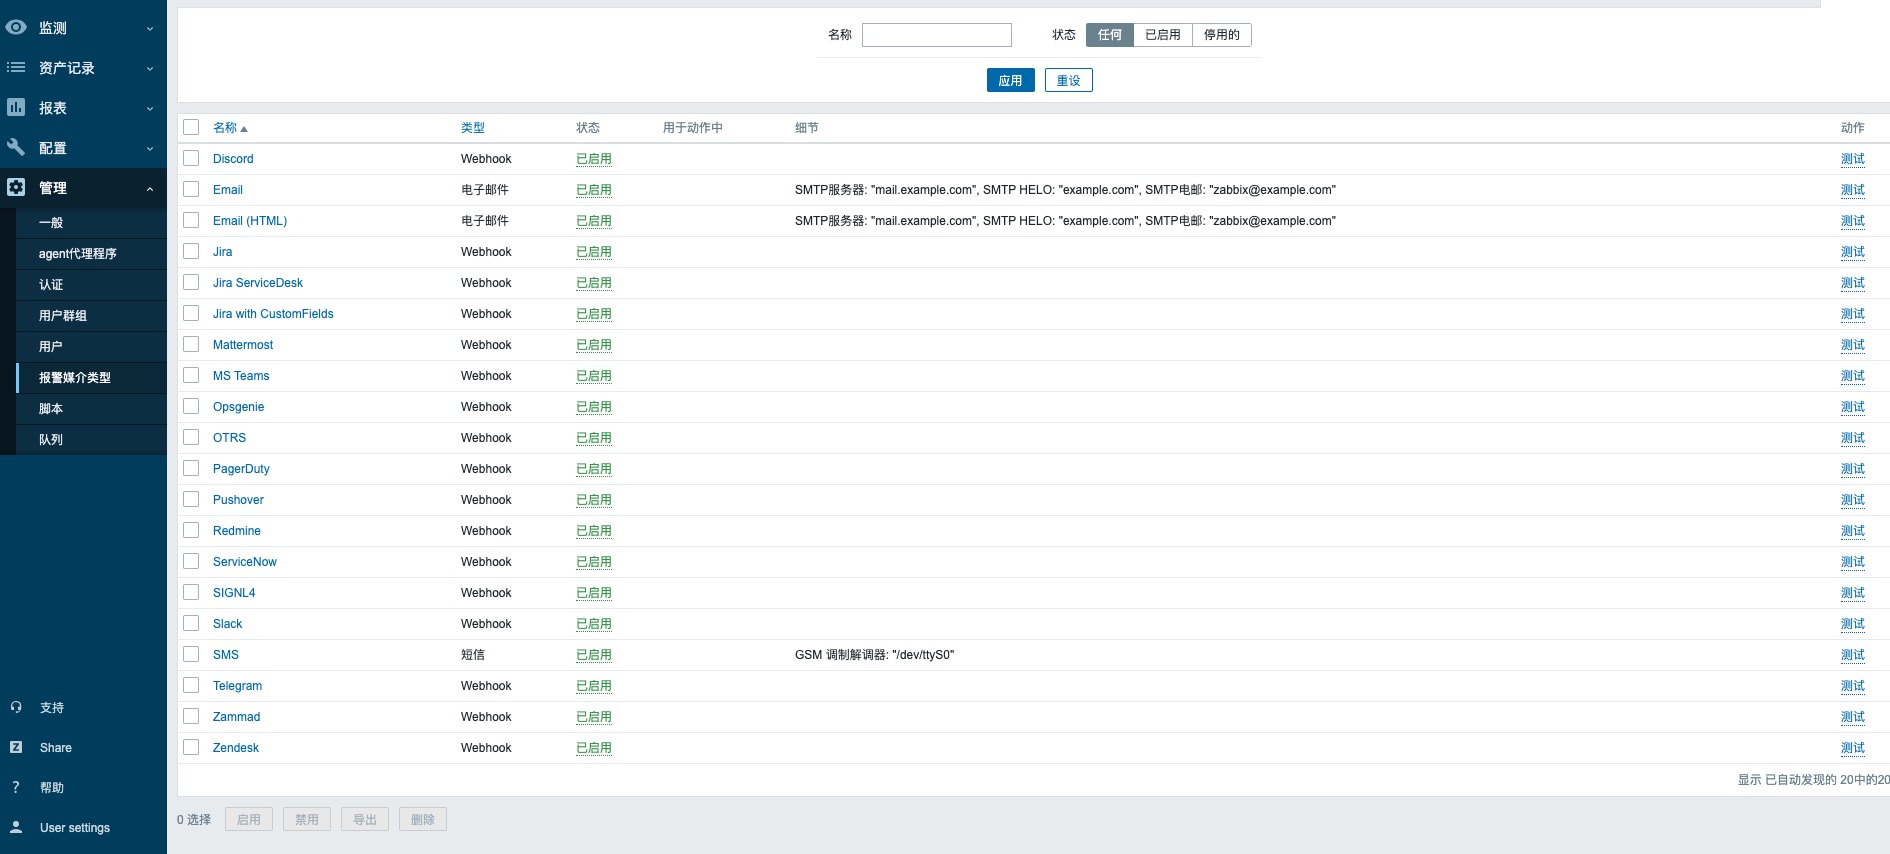 监测
资产记录
报表
配置
管理
一般
agent代理程序
认证
用户群组
用户
报警媒介类型
脚本
队列
支持
Share
帮助
User settings
名称 状态 任何 已启用 停用的
应用 重设
名称 类型 状态 用于动作中 细节 动作
Discord Webhook 已启用 测试
Email 电子邮件 已启用 SMTP服务器: "mail.example.com", SMTP HELO: "example.com", SMTP电邮: "zabbix@example.com" 测试
Email (HTML) 电子邮件 已启用 SMTP服务器: "mail.example.com", SMTP HELO: "example.com", SMTP电邮: "zabbix@example.com" 测试
Jira Webhook 已启用 测试
Jira ServiceDesk Webhook 已启用 测试
Jira with CustomFields Webhook 已启用 测试
Mattermost Webhook 已启用 测试
MS Teams Webhook 已启用 测试
Opsgenie Webhook 已启用 测试
OTRS Webhook 已启用 测试
PagerDuty Webhook 已启用 测试
Pushover Webhook 已启用 测试
Redmine Webhook 已启用 测试
ServiceNow Webhook 已启用 测试
SIGNL4 Webhook 已启用 测试
Slack Webhook 已启用 测试
SMS 短信 已启用 GSM 调制解调器: "/dev/ttyS0" 测试
Telegram Webhook 已启用 测试
Zammad Webhook 已启用 测试
Zendesk Webhook 已启用 测试
显示 已自动发现的 20中的20
0 选择 启用 禁用 导出 删除